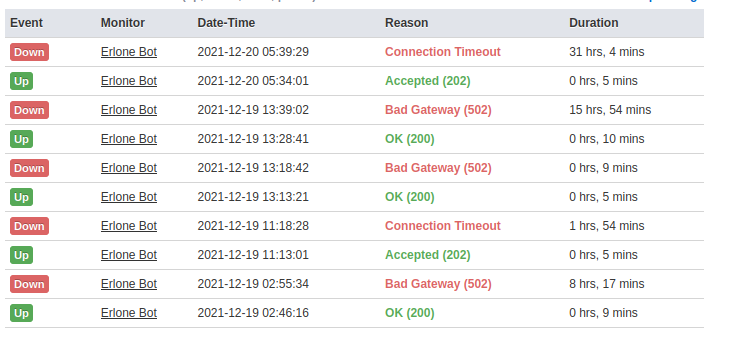 Event Monitor Date-Time Reason Duration
Down Erlone Bot 2021-12-20 05:39:29 Connection Timeout 31 hrs, 4 mins
Up Erlone Bot 2021-12-20 05:34:01 Accepted (202) 0 hrs, 5 mins
Down Erlone Bot 2021-12-19 13:39:02 Bad Gateway (502) 15 hrs, 54 mins
Up Erlone Bot 2021-12-19 13:28:41 OK (200) 0 hrs, 10 mins
Down Erlone Bot 2021-12-19 13:18:42 Bad Gateway (502) 0 hrs, 9 mins
Up Erlone Bot 2021-12-19 13:13:21 OK (200) 0 hrs, 5 mins
Down Erlone Bot 2021-12-19 11:18:28 Connection Timeout 1 hrs, 54 mins
Up Erlone Bot 2021-12-19 11:13:01 Accepted (202) 0 hrs, 5 mins
Down Erlone Bot 2021-12-19 02:55:34 Bad Gateway (502) 8 hrs, 17 mins
Up Erlone Bot 2021-12-19 02:46:16 OK (200) 0 hrs, 9 mins